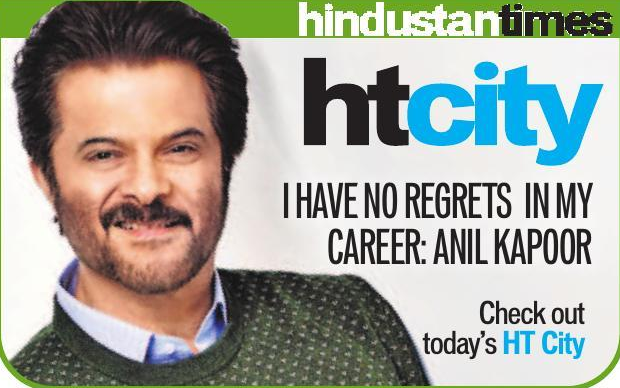 hindustantimes
htcity
I HAVE NO REGRETS IN MY
CAREER: ANIL KAPOOR
Check out
today's HT City